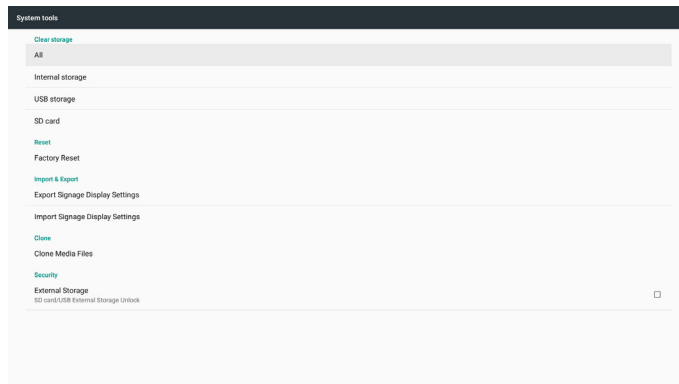 System tools
Clear storage
All
Internal storage
USB storage
SD card
Reset
Factory Reset
Import & Export
Export Signage Display Settings
Import Signage Display Settings
Clone
Clone Media Files
Security
External Storage
SD card/USB External Storage Unlock